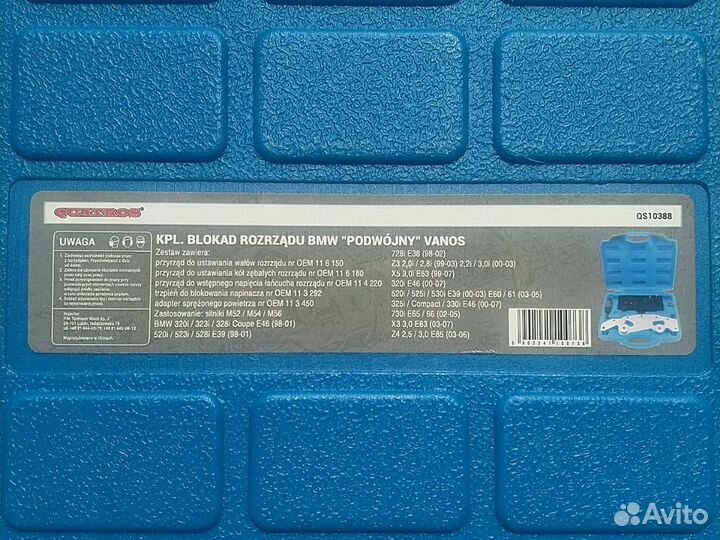 QUATROS
QS10388
UWAGA
KPL. BLOKAD ROZRZĄDU BMW "PODWÓJNY" VANOS
Zestaw zawiera:
przyrząd do ustawiania wałów rozrządu nr OEM 11 6 150
przyrząd do ustawiania kół zębatych rozrządu nr OEM 11 6 180
przyrząd do wstępnego napięcia łańcucha rozrządu nr OEM 11 4 220
trzpień do blokowania napinacza nr OEM 11 3 292
adapter sprężonego powietrza nr OEM 11 3 450
Zastosowanie: silniki M52 / M54 / M56
BMW 320i / 323i / 328i Coupe E46 (98-01)
520i / 523i / 528i E39 (98-01)
728i E38 (98-02)
Z3 2,0i / 2,8i (99-03) 2,2i / 3,0i (00-03)
X5 3,0i E53 (99-07)
320i E46 (00-07)
520i / 525i / 530i E39 (00-03) E60 / 61 (03-05)
325i / Compact / 330i E46 (00-07)
730i E65 / 66 (02-05)
X3 3,0 E83 (03-07)
Z4 2,5 / 3,0 E85 (03-06)
5 902341 100736
Wyprodukowano w Chinach
Avito